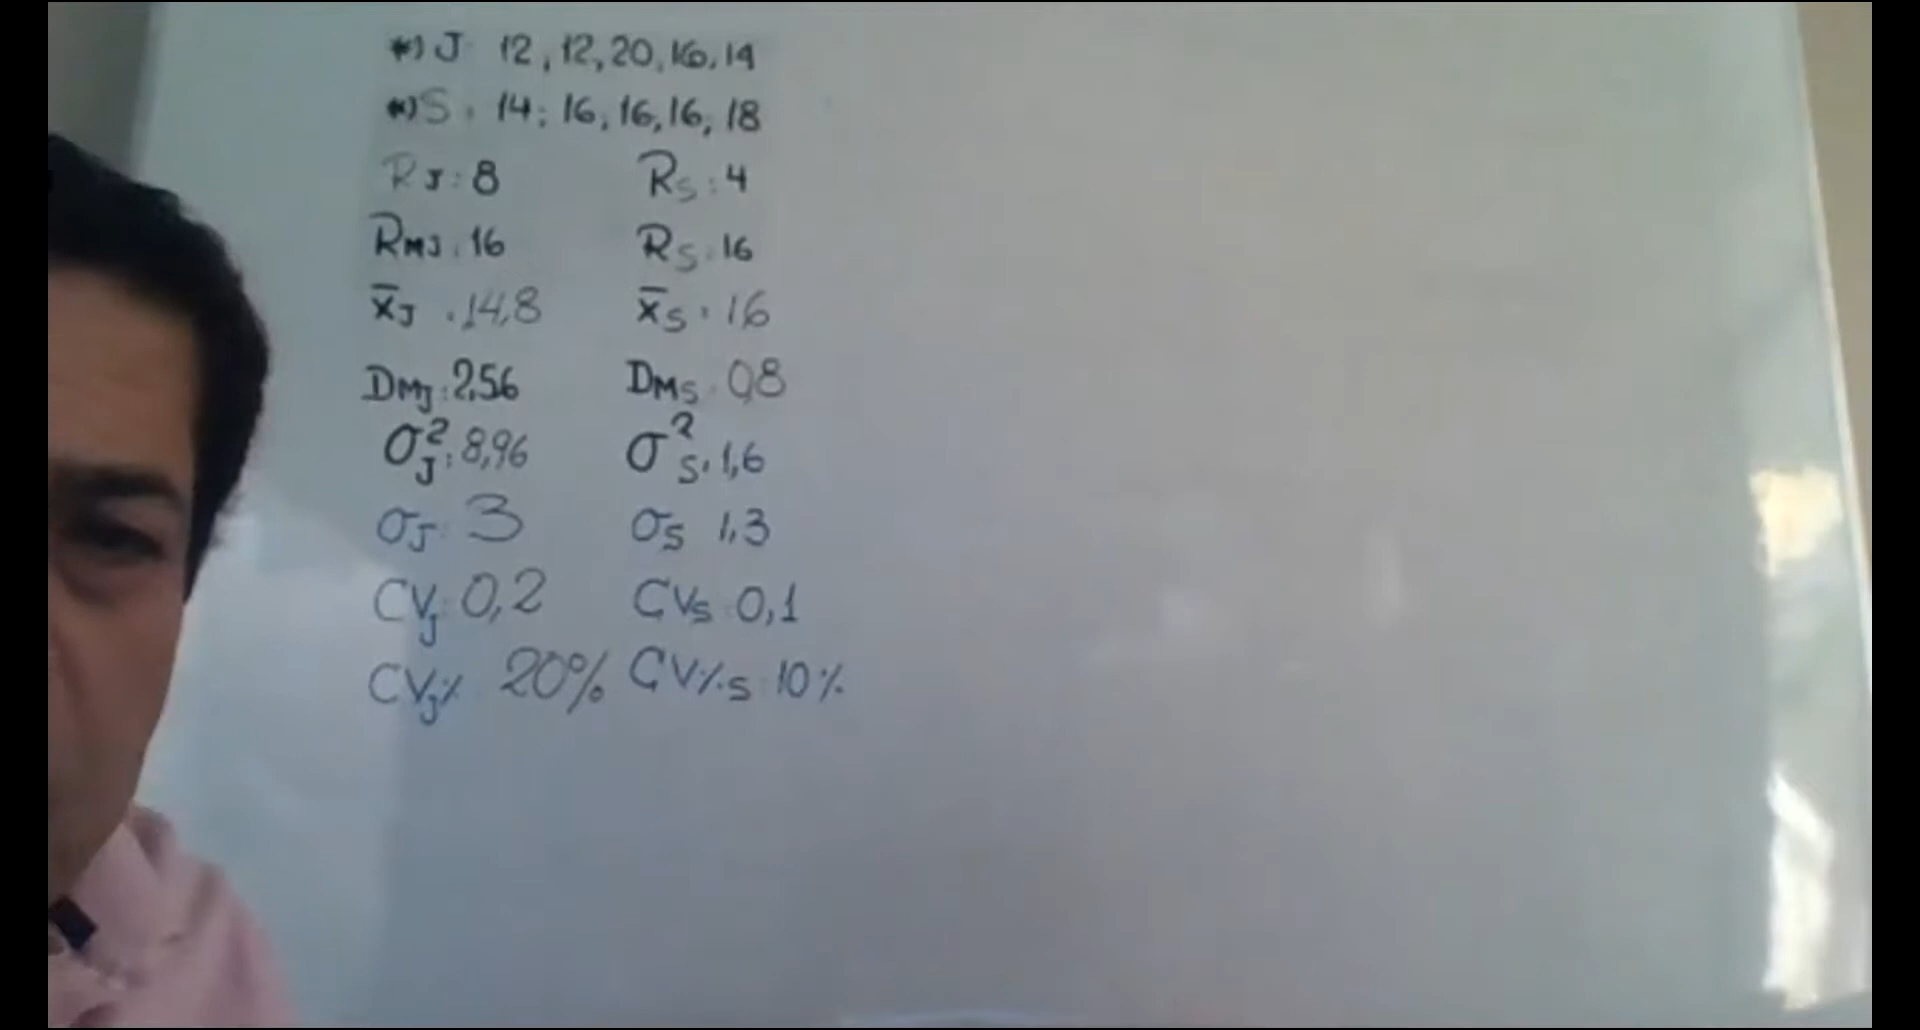 *) J 12, 12, 20, 16, 14
*) S: 14; 16, 16, 16, 18
RJ: 8 RS: 4
RMJ: 16 RS: 16
x̄J: 14,8 x̄S: 16
DMJ: 2,56 DMS: 0,8
σ²J: 8,96 σ²S: 1,6
σJ: 3 σS 1,3
CVJ: 0,2 CVS: 0,1
CVJ% 20% CV%S: 10%